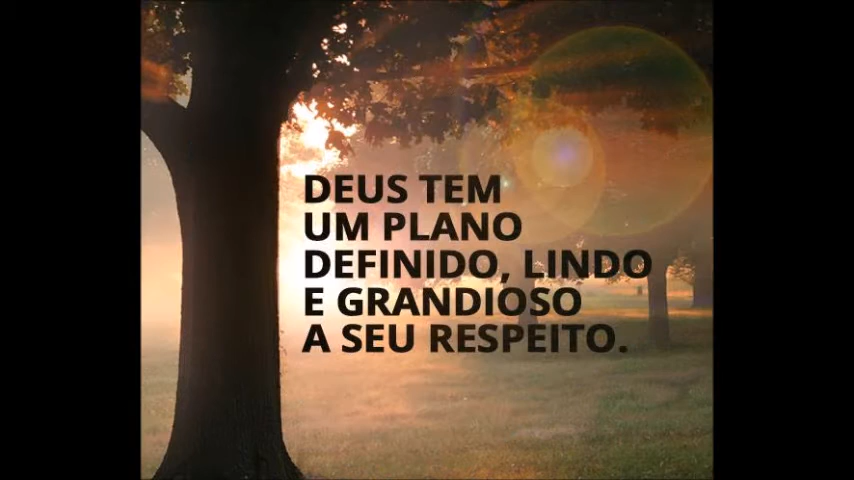 DEUS TEM
UM PLANO
DEFINIDO, LINDO
E GRANDIOSO
A SEU RESPEITO.